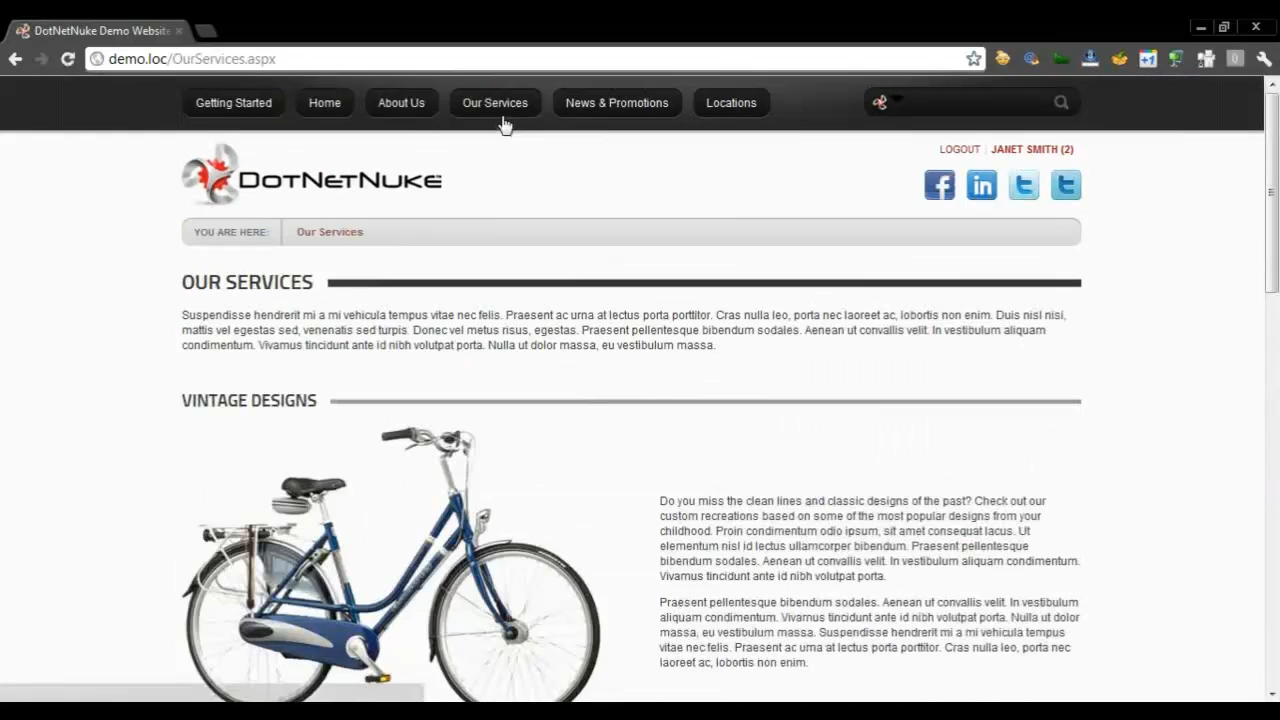 DotNetNuke Demo Website
demo.loc/OurServices.aspx
+1
0
Getting Started
Home
About Us
Our Services
News & Promotions
Locations
LOGOUT | JANET SMITH (2)
DOTNETNUKE
f
in
t
t
YOU ARE HERE:
Our Services
OUR SERVICES
Suspendisse hendrerit mi a mi vehicula tempus vitae nec felis. Praesent ac urna at lectus porta porttitor. Cras nulla leo, porta nec laoreet ac, lobortis non enim. Duis nisl nisi,
mattis vel egestas sed, venenatis sed turpis. Donec vel metus risus, egestas. Praesent pellentesque bibendum sodales. Aenean ut convallis velit. In vestibulum aliquam
condimentum. Vivamus tincidunt ante id nibh volutpat porta. Nulla ut dolor massa, eu vestibulum massa.
VINTAGE DESIGNS
Do you miss the clean lines and classic designs of the past? Check out our
custom recreations based on some of the most popular designs from your
childhood. Proin condimentum odio ipsum, sit amet consequat lacus. Ut
elementum nisl id lectus ullamcorper bibendum. Praesent pellentesque
bibendum sodales. Aenean ut convallis velit. In vestibulum aliquam condimentum.
Vivamus tincidunt ante id nibh volutpat porta.
Praesent pellentesque bibendum sodales. Aenean ut convallis velit. In vestibulum
aliquam condimentum. Vivamus tincidunt ante id nibh volutpat porta. Nulla ut dolor
massa, eu vestibulum massa. Suspendisse hendrerit mi a mi vehicula tempus
vitae nec felis. Praesent ac urna at lectus porta porttitor. Cras nulla leo, porta nec
laoreet ac, lobortis non enim.